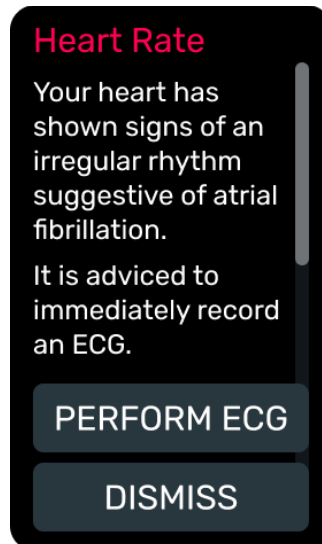 Heart Rate
Your heart has
shown signs of an
irregular rhythm
suggestive of atrial
fibrillation.
It is adviced to
immediately record
an ECG.
PERFORM ECG
DISMISS